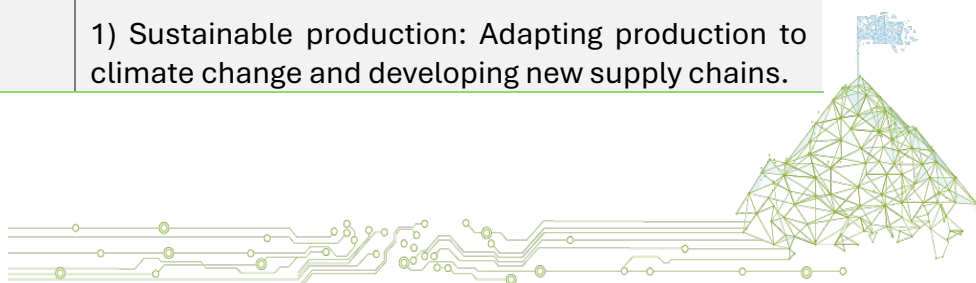 1) Sustainable production: Adapting production to
climate change and developing new supply chains.